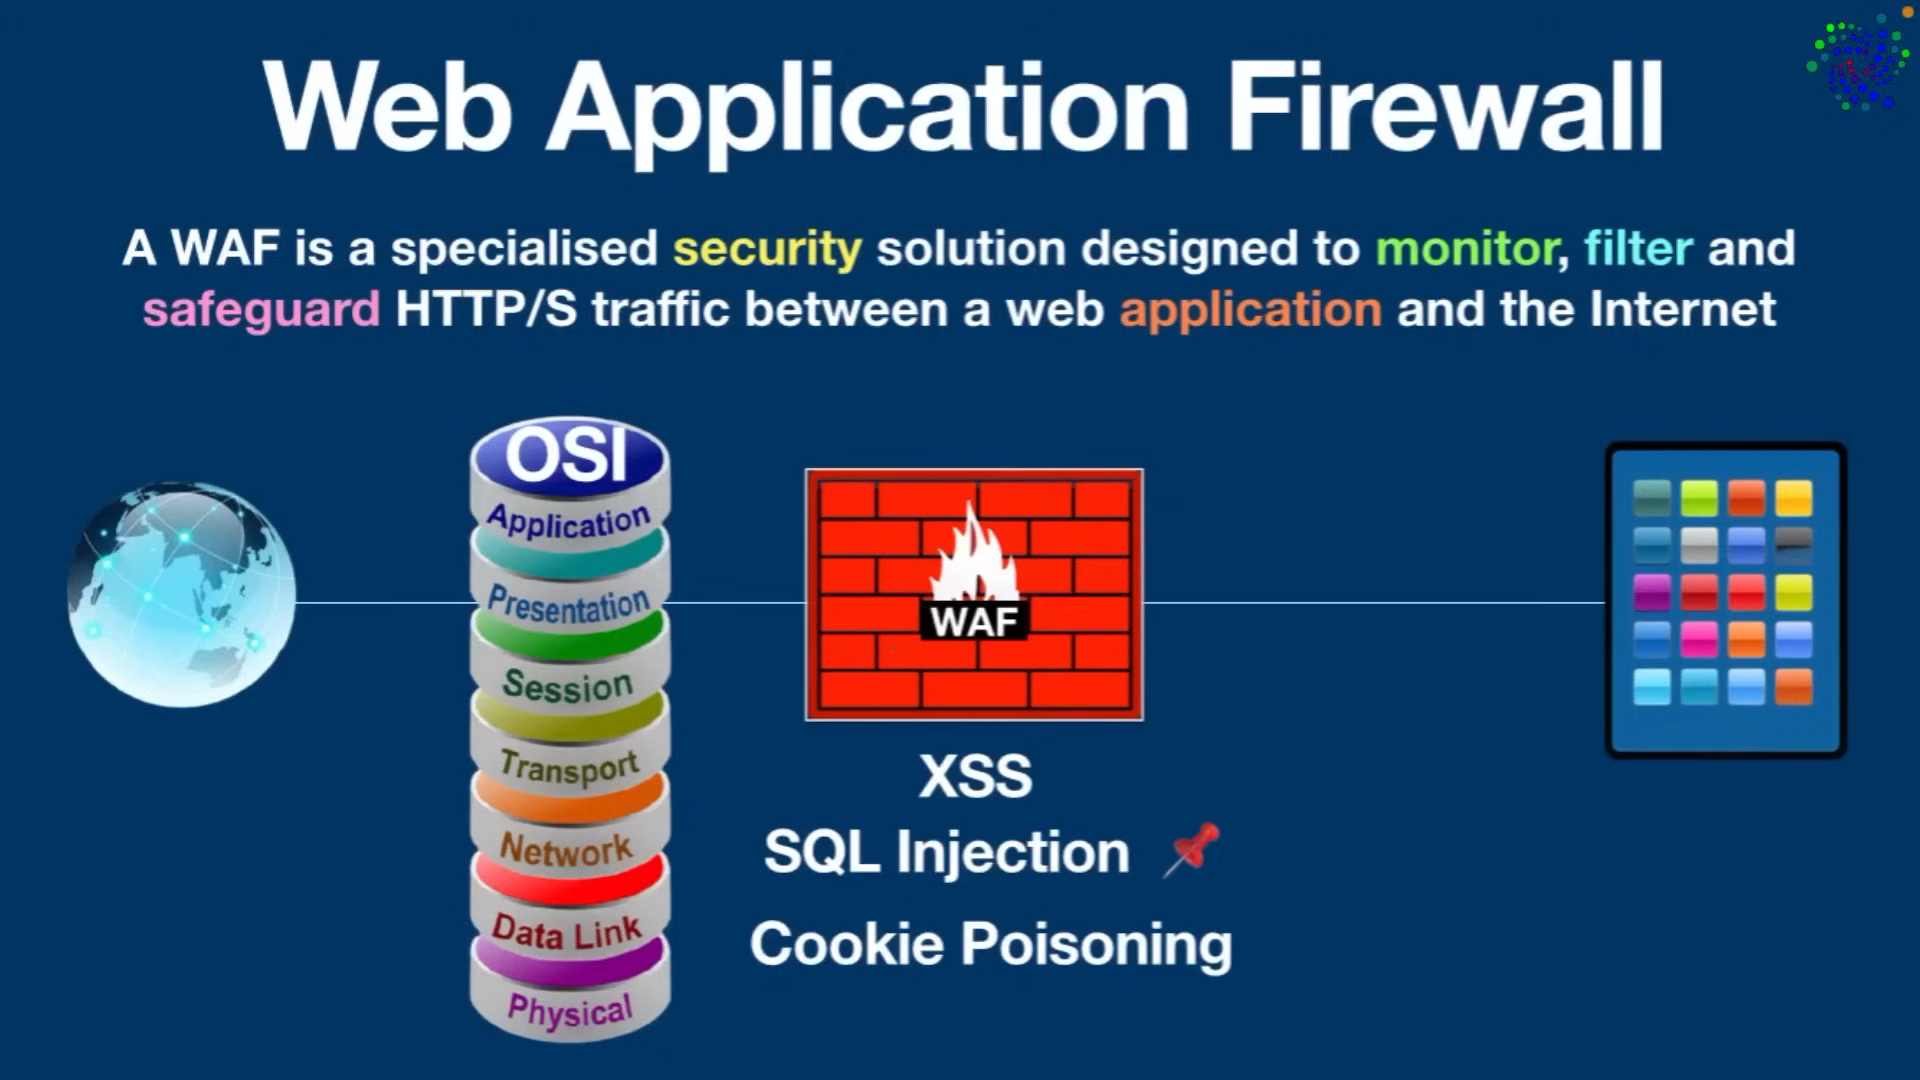 Web Application Firewall
A WAF is a specialised security solution designed to monitor, filter and
safeguard HTTP/S traffic between a web application and the Internet
OSI
Application
Presentation
Session
Transport
Network
Data Link
Physical
WAF
XSS
SQL Injection
Cookie Poisoning